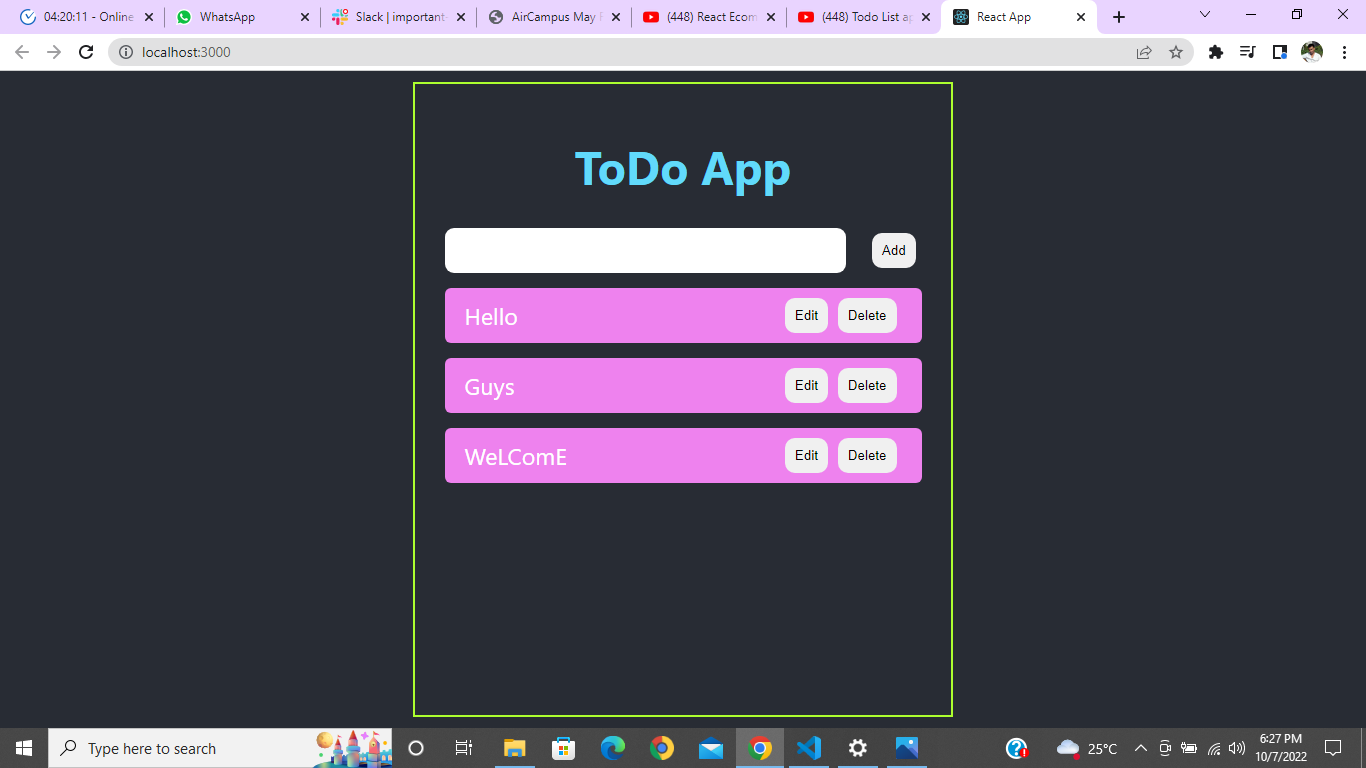 04:20:11 - Online
WhatsApp
Slack | important
AirCampus May
(448) React Ecom
(448) Todo List ap
React App
localhost:3000
ToDo App
Add
Hello Edit Delete
Guys Edit Delete
WeLComE Edit Delete
Type here to search
25°C
6:27 PM
10/7/2022